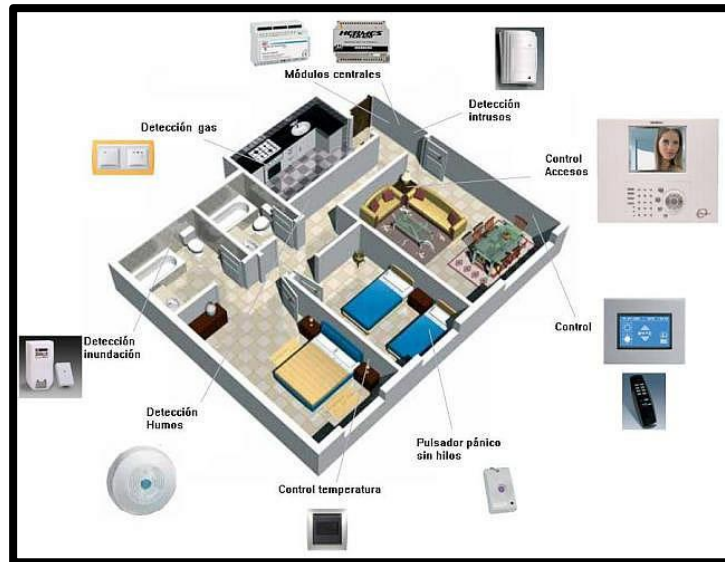 Módulos centrales
Detección
intrusos
Detección gas
Control
Accesos
Control
Detección
inundación
Detección
Humos
Pulsador pánico
sin hilos
Control temperatura